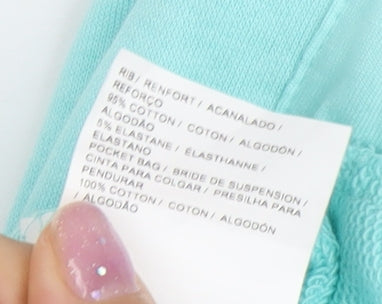 RIB / RENFORT / ACANALADO /
REFORÇO
95% COTTON / COTON / ALGODÓN /
ALGODÃO
5% ELASTANE / ÉLASTHANNE /
ELASTANO
POCKET BAG / BRIDE DE SUSPENSION /
CINTA PARA COLGAR / PRESILHA PARA
PENDURAR
100% COTTON / COTON / ALGODÓN
/ ALGODÃO